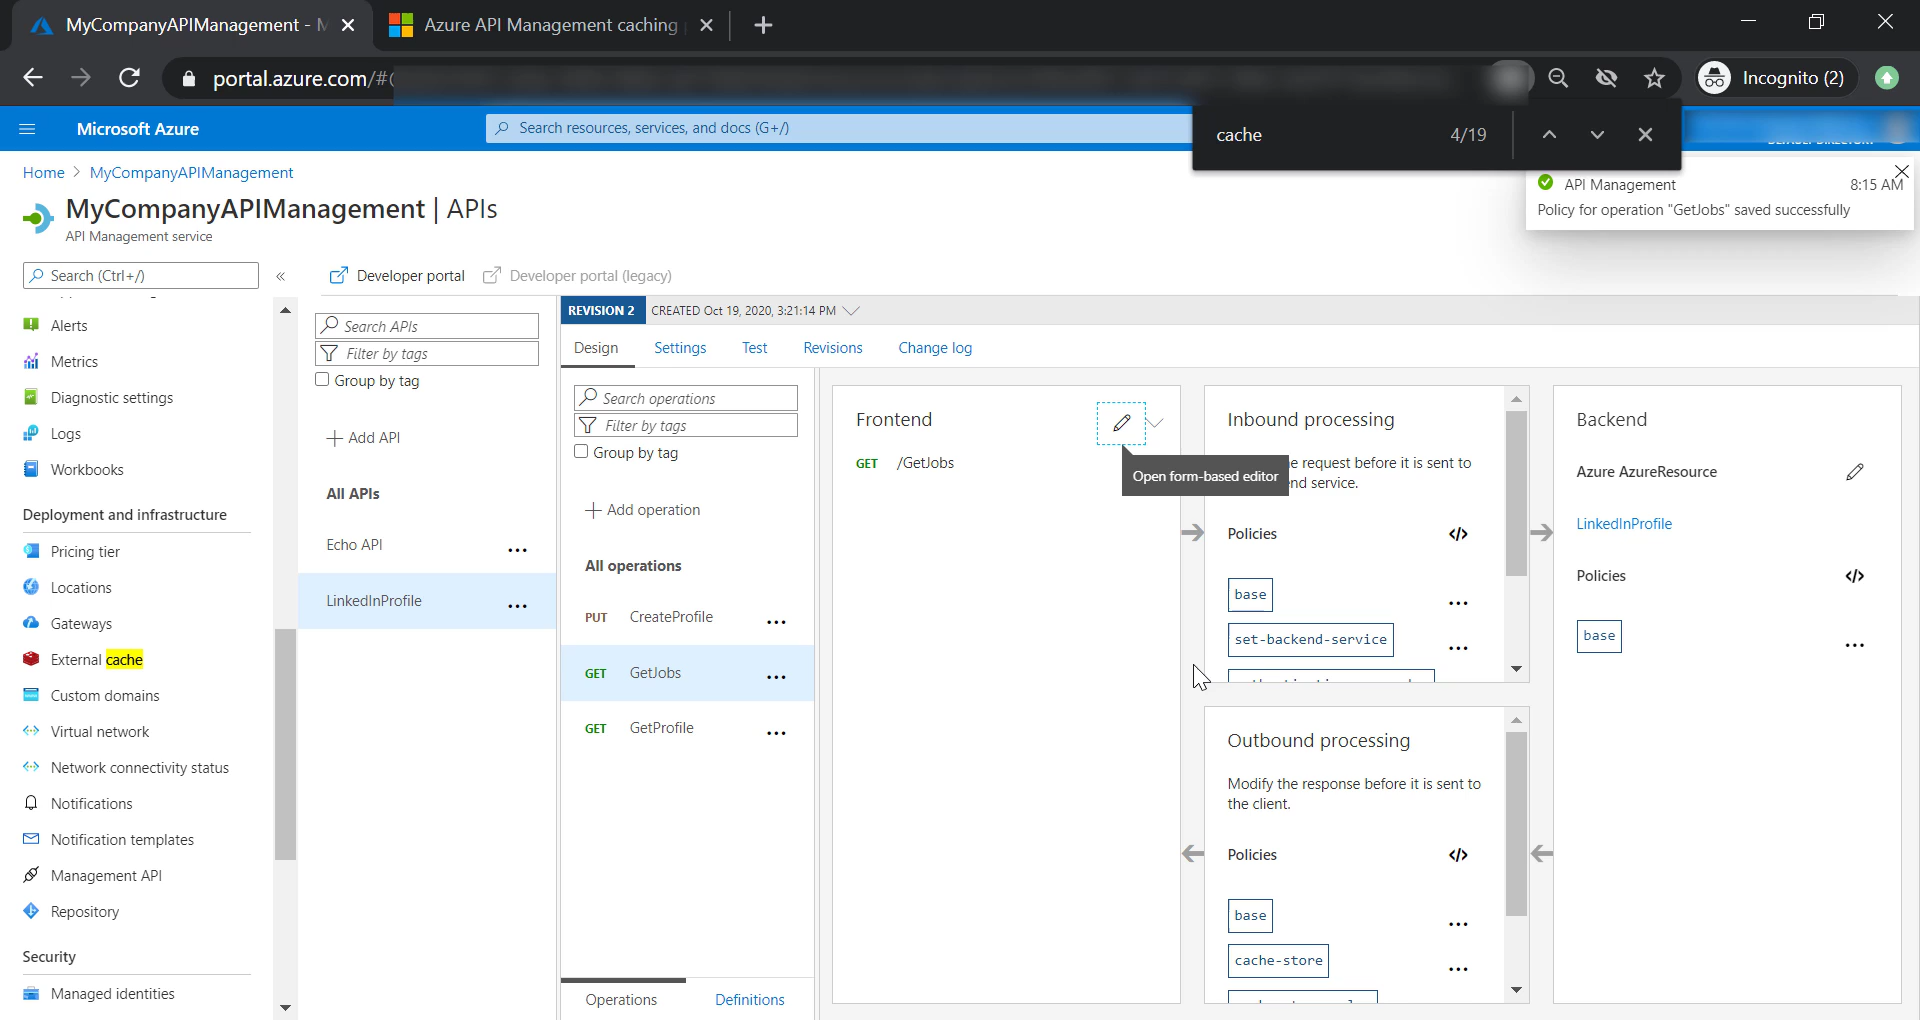 MyCompanyAPIManagement - M
Azure API Management caching
portal.azure.com/#
Incognito (2)
Microsoft Azure
Search resources, services, and docs (G+/)
cache
4/19
Home > MyCompanyAPIManagement
API Management
8:15 AM
Policy for operation "GetJobs" saved successfully
MyCompanyAPIManagement | APIs
API Management service
Search (Ctrl+/)
«
Developer portal
Developer portal (legacy)
Alerts
Metrics
Diagnostic settings
Logs
Workbooks
Deployment and infrastructure
Pricing tier
Locations
Gateways
External cache
Custom domains
Virtual network
Network connectivity status
Notifications
Notification templates
Management API
Repository
Security
Managed identities
Search APIs
Filter by tags
Group by tag
Add API
All APIs
Echo API
LinkedInProfile
REVISION 2
CREATED Oct 19, 2020, 3:21:14 PM
Design
Settings
Test
Revisions
Change log
Search operations
Filter by tags
Group by tag
Add operation
All operations
PUT CreateProfile
GET GetJobs
GET GetProfile
Operations
Definitions
Frontend
GET /GetJobs
Open form-based editor
Inbound processing
request before it is sent to
service.
Policies
</>
base
set-backend-service
Outbound processing
Modify the response before it is sent to
the client.
Policies
</>
base
cache-store
Backend
Azure AzureResource
LinkedInProfile
Policies
</>
base